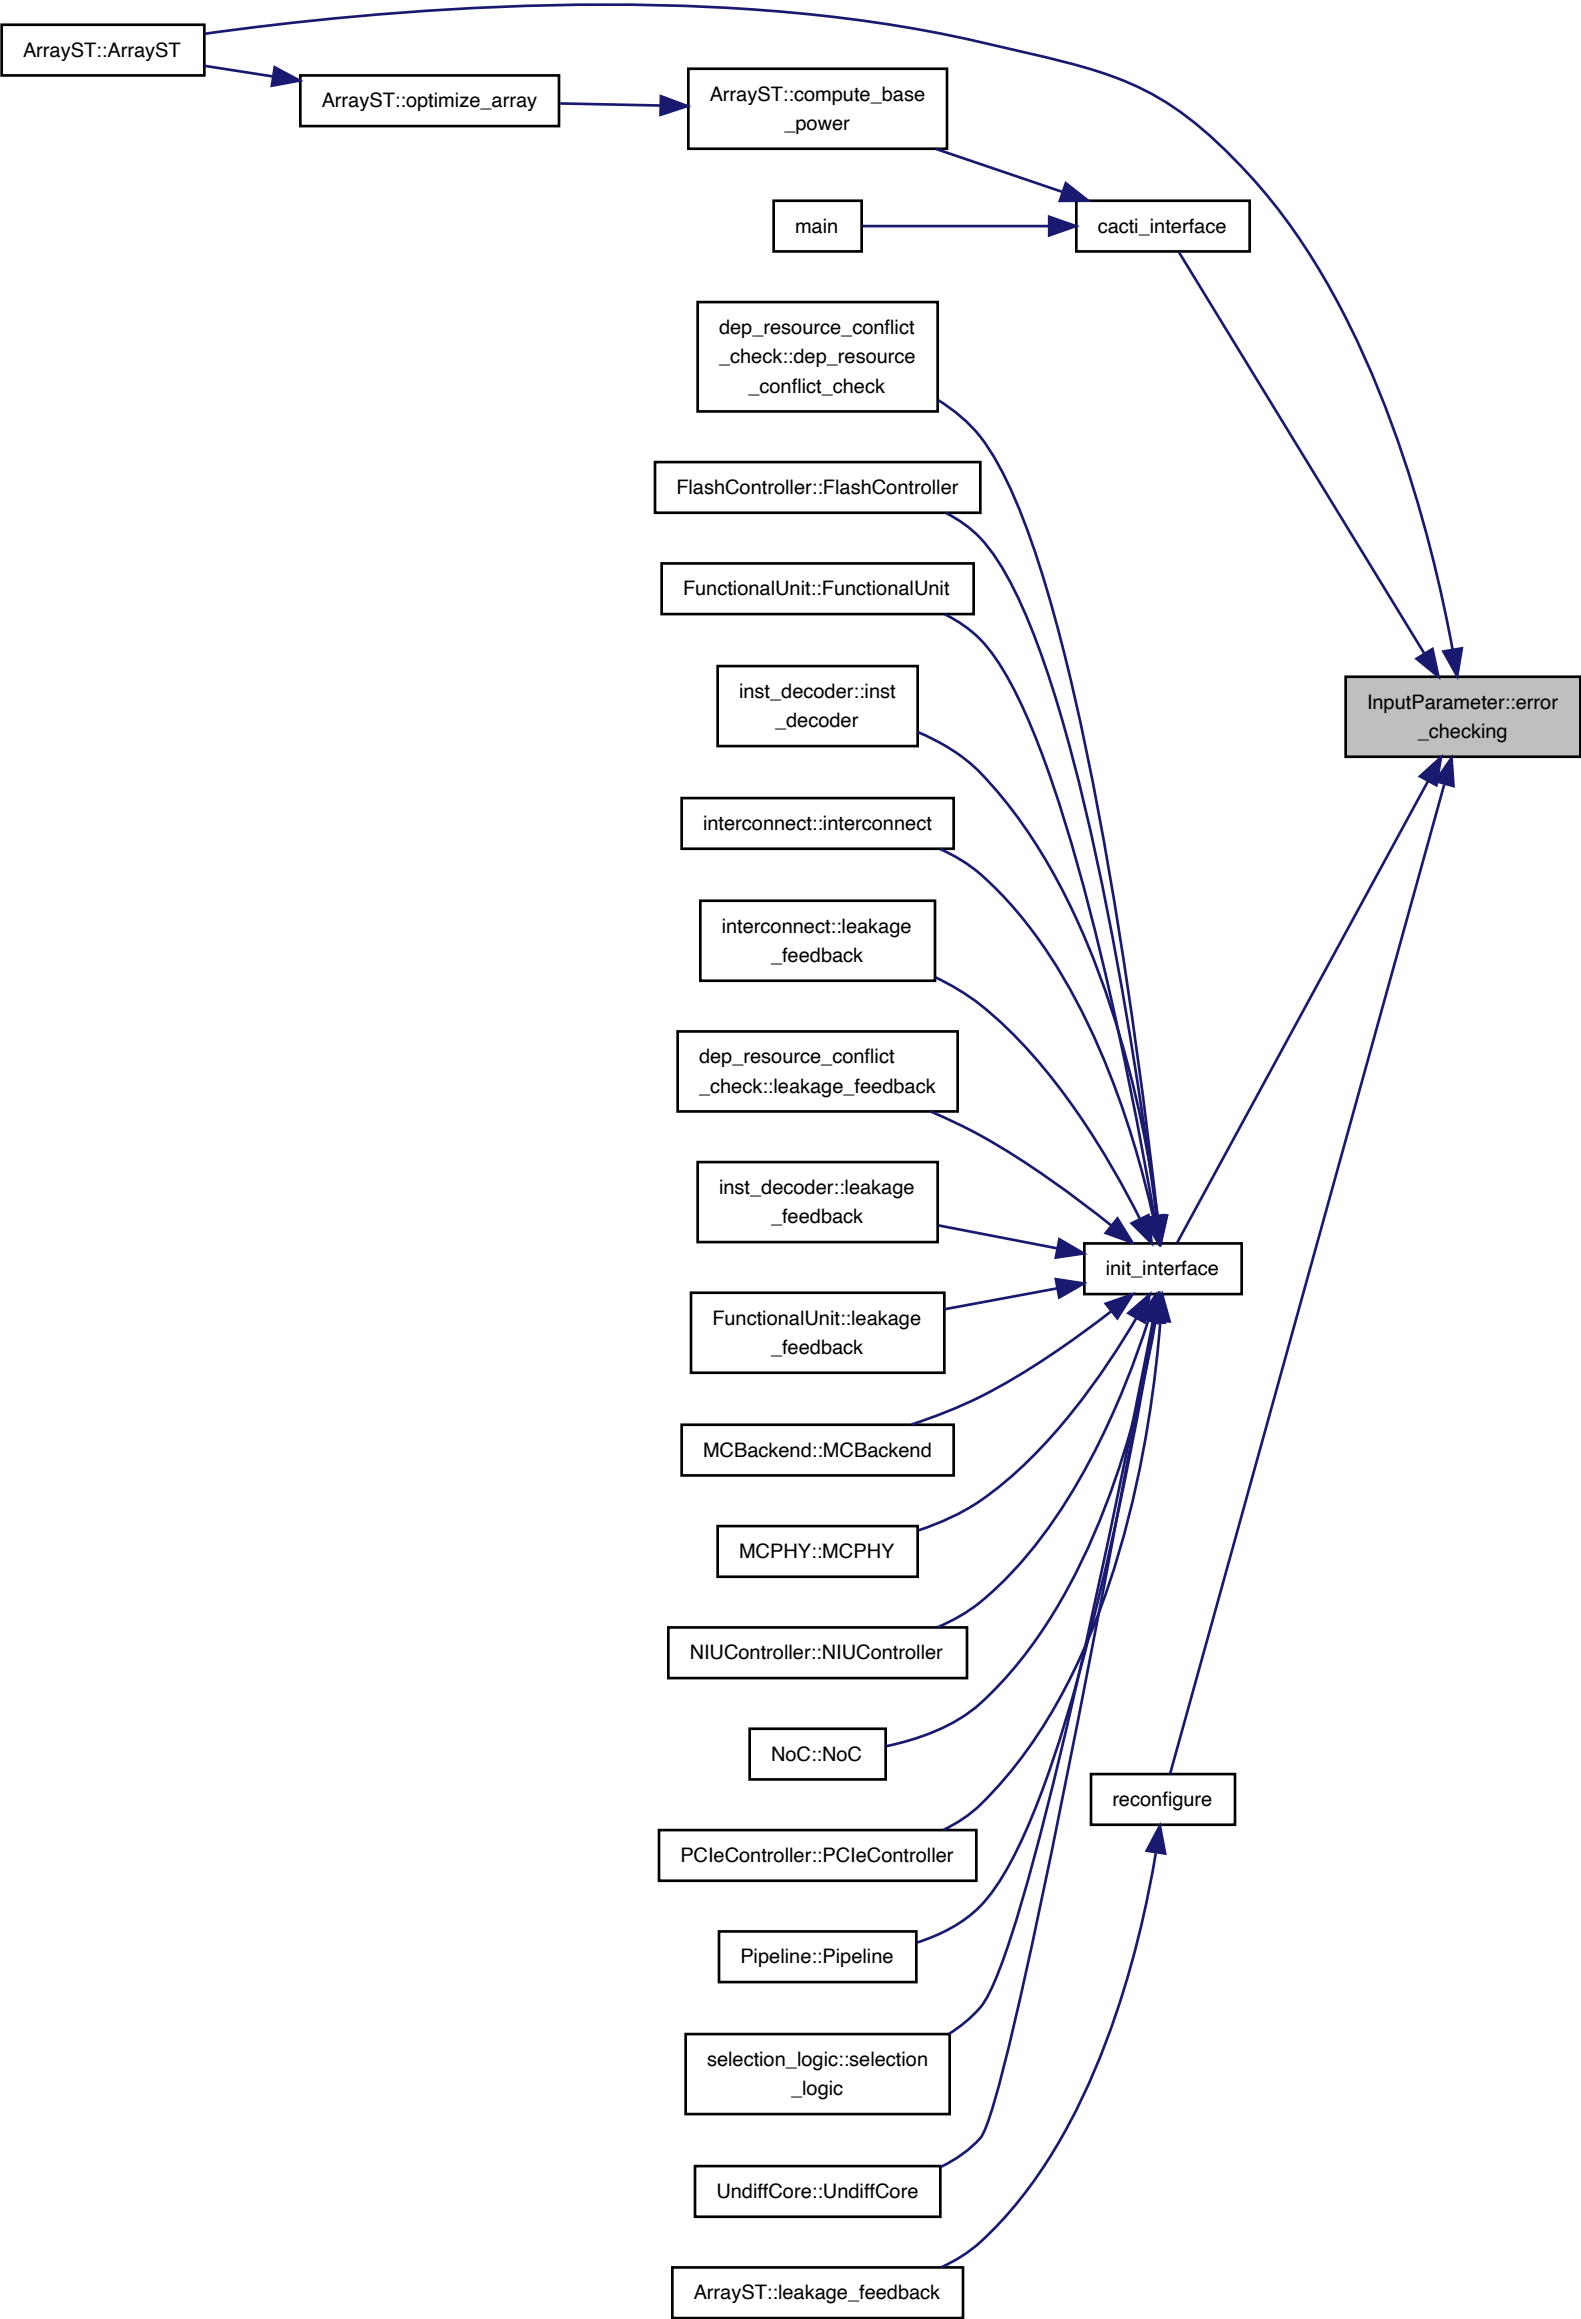 ArrayST::ArrayST
ArrayST::optimize_array
ArrayST::compute_base
_power
main
cacti_interface
dep_resource_conflict
_check::dep_resource
_conflict_check
FlashController::FlashController
FunctionalUnit::FunctionalUnit
inst_decoder::inst
_decoder
InputParameter::error
_checking
interconnect::interconnect
interconnect::leakage
_feedback
dep_resource_conflict
_check::leakage_feedback
inst_decoder::leakage
_feedback
init_interface
FunctionalUnit::leakage
_feedback
MCBackend::MCBackend
MCPHY::MCPHY
NIUController::NIUController
NoC::NoC
reconfigure
PCIeController::PCIeController
Pipeline::Pipeline
selection_logic::selection
_logic
UndiffCore::UndiffCore
ArrayST::leakage_feedback